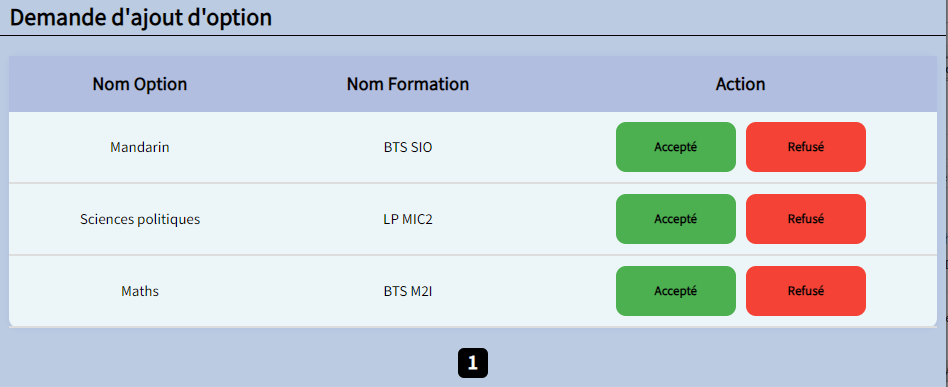 Demande d'ajout d'option
Nom Option Nom Formation Action
Mandarin BTS SIO Accepté Refusé
Sciences politiques LP MIC2 Accepté Refusé
Maths BTS M2I Accepté Refusé
1